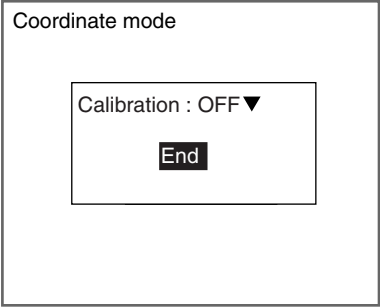 Coordinate mode
Calibration : OFF▼
End